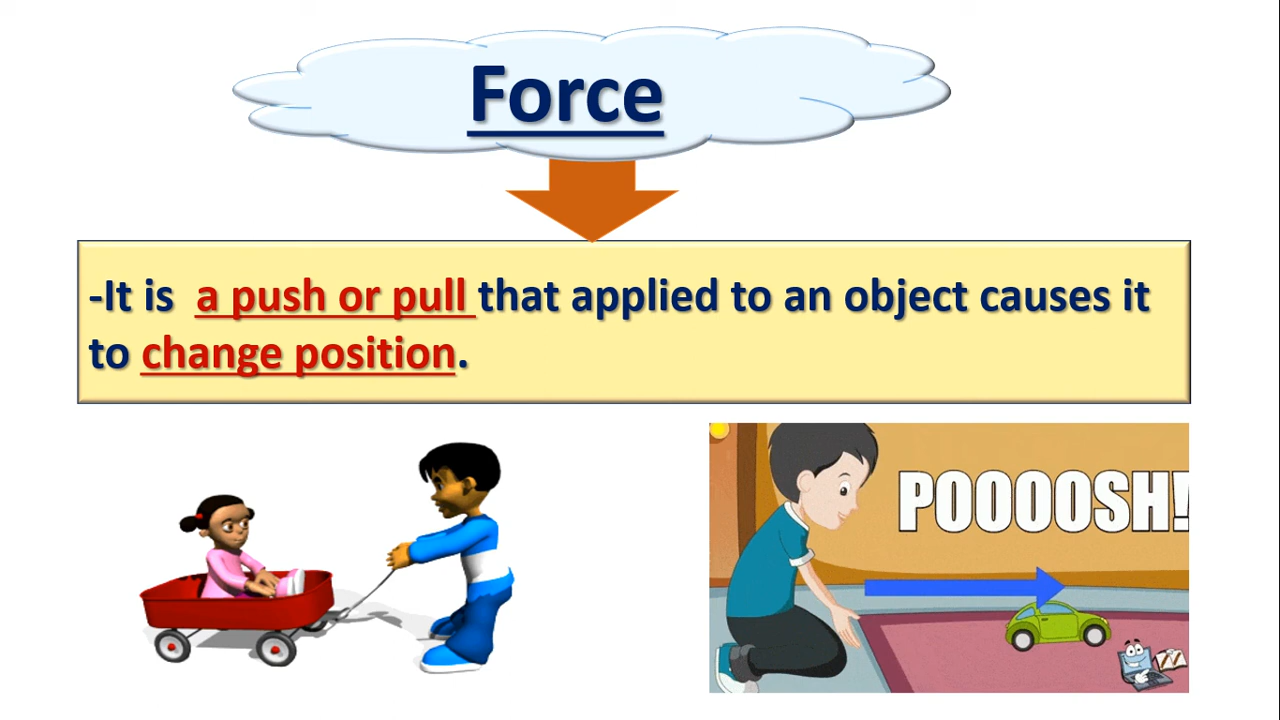 Force
-It is a push or pull that applied to an object causes it
to change position.
POOOOSH!